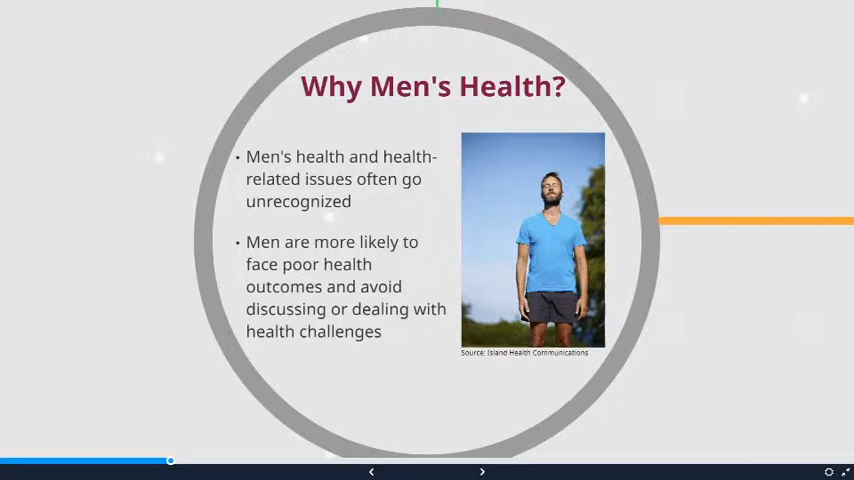 Why Men's Health?
• Men's health and health-
related issues often go
unrecognized
• Men are more likely to
face poor health
outcomes and avoid
discussing or dealing with
health challenges
Source: Island Health Communications